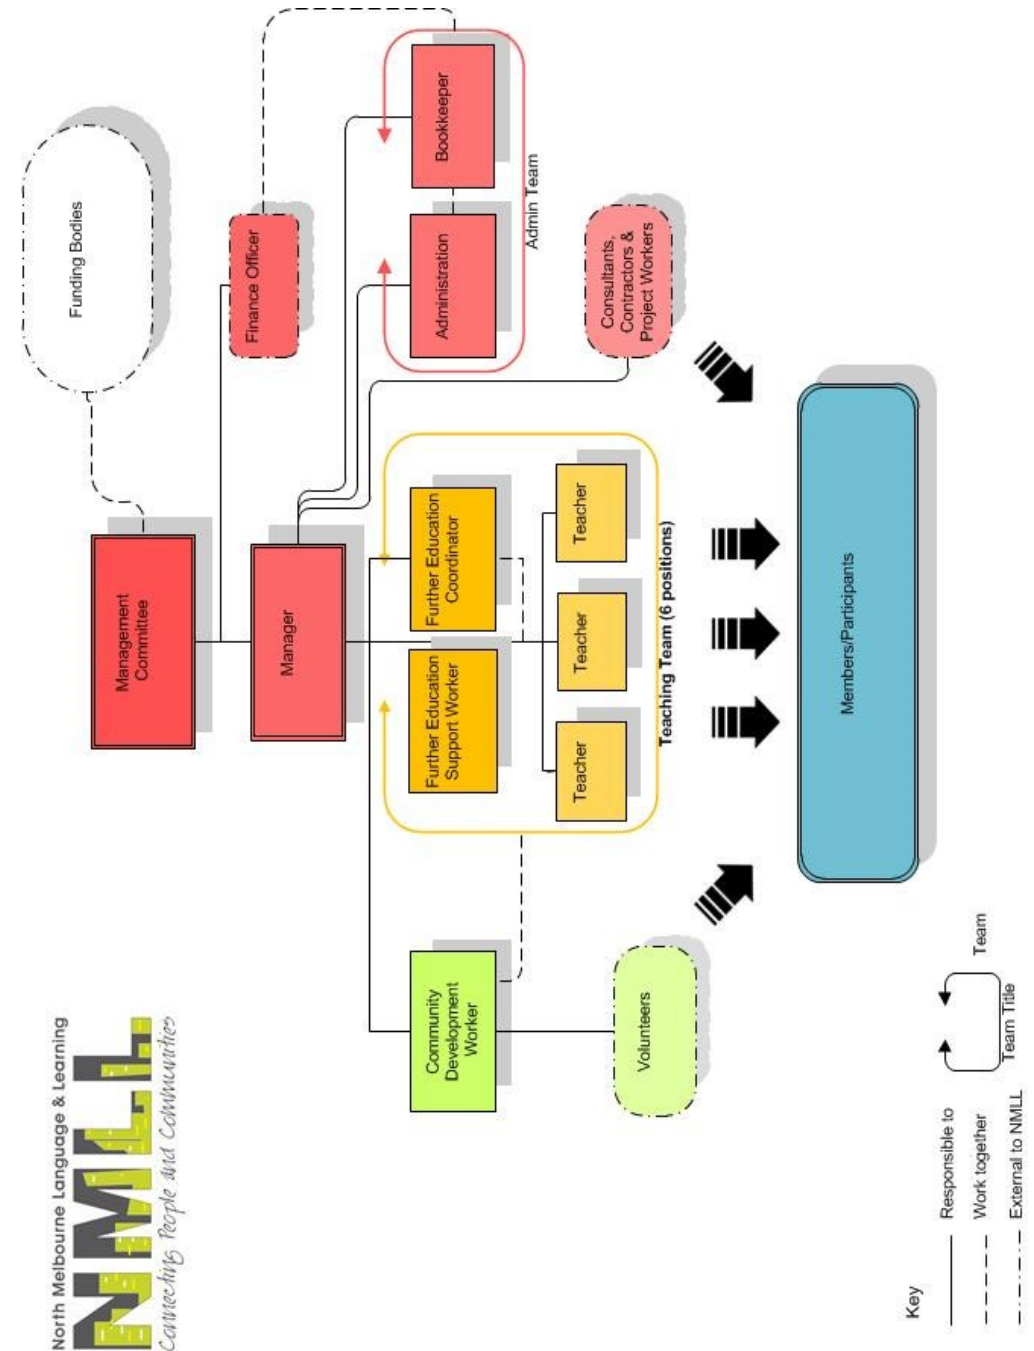 North Melbourne Language & Learning
NMLL
Connecting People and Communities
Funding Bodies
Management
Committee
Finance Officer
Manager
Bookkeeper
Administration
Admin Team
Further Education
Coordinator
Further Education
Support Worker
Teacher
Teacher
Teacher
Teaching Team (6 positions)
Community
Development
Worker
Volunteers
Consultants,
Contractors &
Project Workers
Members/Participants
Key
Responsible to
Work together
External to NMLL
Team
Team Title